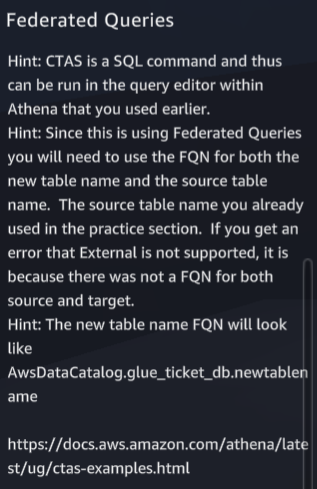 Federated Queries
Hint: CTAS is a SQL command and thus
can be run in the query editor within
Athena that you used earlier.
Hint: Since this is using Federated Queries
you will need to use the FQN for both the
new table name and the source table
name.  The source table name you already
used in the practice section.  If you get an
error that External is not supported, it is
because there was not a FQN for both
source and target.
Hint: The new table name FQN will look
like
AwsDataCatalog.glue_ticket_db.newtablen
ame
https://docs.aws.amazon.com/athena/late
st/ug/ctas-examples.html